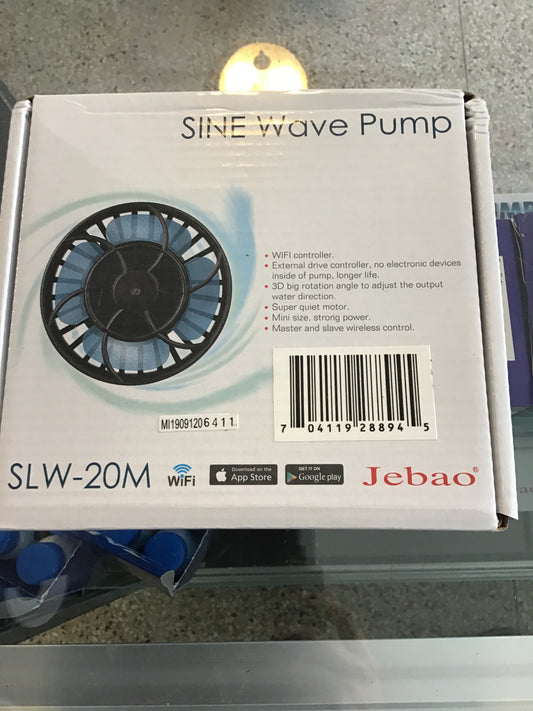 SINE Wave Pump
• WIFI controller.
• External drive controller, no electronic devices
inside of pump, longer life.
• 3D big rotation angle to adjust the output
water direction.
• Super quiet motor.
• Mini size, strong power.
• Master and slave wireless control.
MI19091206411
7 04119 28894 5
SLW-20M
WiFi
Download on the
App Store
GET IT ON
Google play
Jebao®